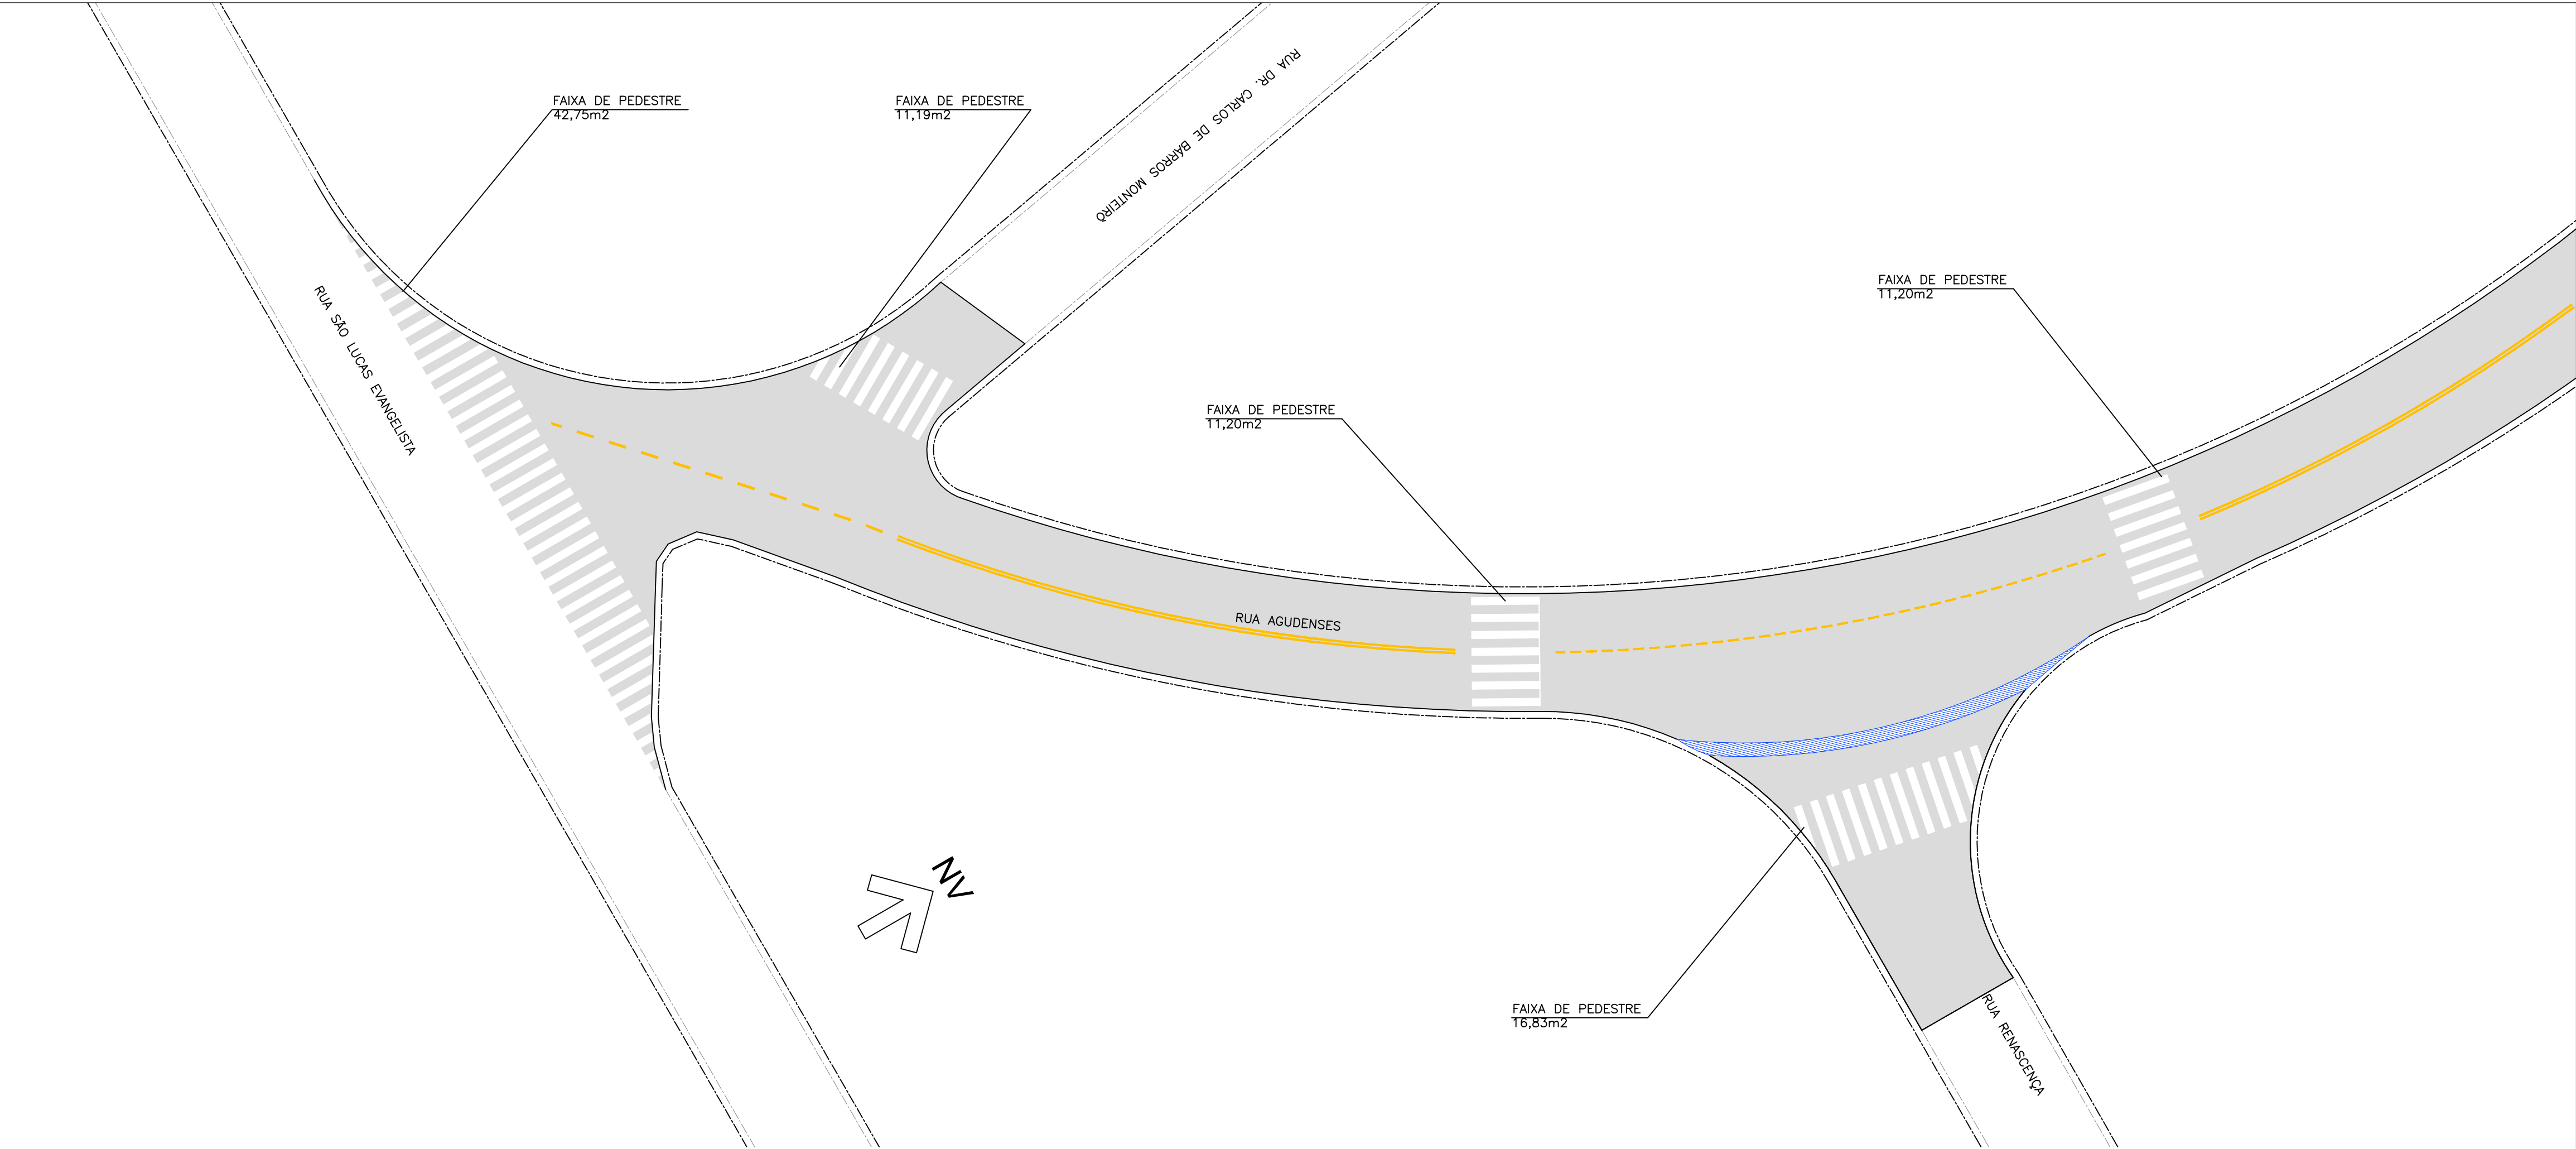 FAIXA DE PEDESTRE
42,75m2
FAIXA DE PEDESTRE
11,19m2
RUA DR. CARLOS DE BARROS MONTEIRO
RUA SÃO LUCAS EVANGELISTA
FAIXA DE PEDESTRE
11,20m2
FAIXA DE PEDESTRE
11,20m2
RUA AGUDENSES
NV
FAIXA DE PEDESTRE
16,83m2
RUA RENASCENÇA